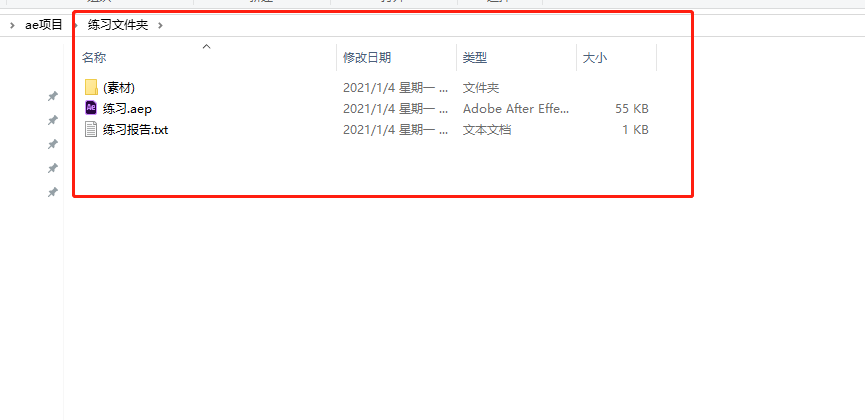 ae项目 练习文件夹
名称 修改日期 类型 大小
(素材) 2021/1/4 星期一 ... 文件夹
练习.aep 2021/1/4 星期一 ... Adobe After Effe... 55 KB
练习报告.txt 2021/1/4 星期一 ... 文本文档 1 KB